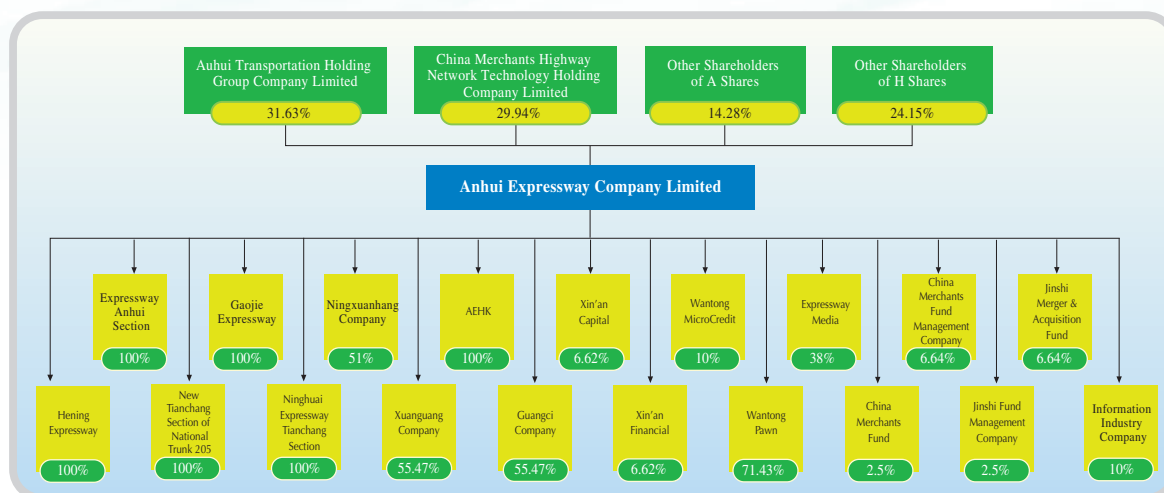 Auhui Transportation Holding
Group Company Limited
31.63%
China Merchants Highway
Network Technology Holding
Company Limited
29.94%
Other Shareholders
of A Shares
14.28%
Other Shareholders
of H Shares
24.15%
Anhui Expressway Company Limited
Expressway
Anhui
Section
100%
Gaojie
Expressway
100%
Ningxuanhang
Company
51%
AEHK
100%
Xin'an
Capital
6.62%
Wantong
MicroCredit
10%
Expressway
Media
38%
China
Merchants
Fund
Management
Company
6.64%
Jinshi
Merger &
Acquisition
Fund
6.64%
Hening
Expressway
100%
New
Tianchang
Section of
National
Trunk 205
100%
Ninghuai
Expressway
Tianchang
Section
100%
Xuanguang
Company
55.47%
Guangci
Company
55.47%
Xin'an
Financial
6.62%
Wantong
Pawn
71.43%
China
Merchants
Fund
2.5%
Jinshi Fund
Management
Company
2.5%
Information
Industry
Company
10%